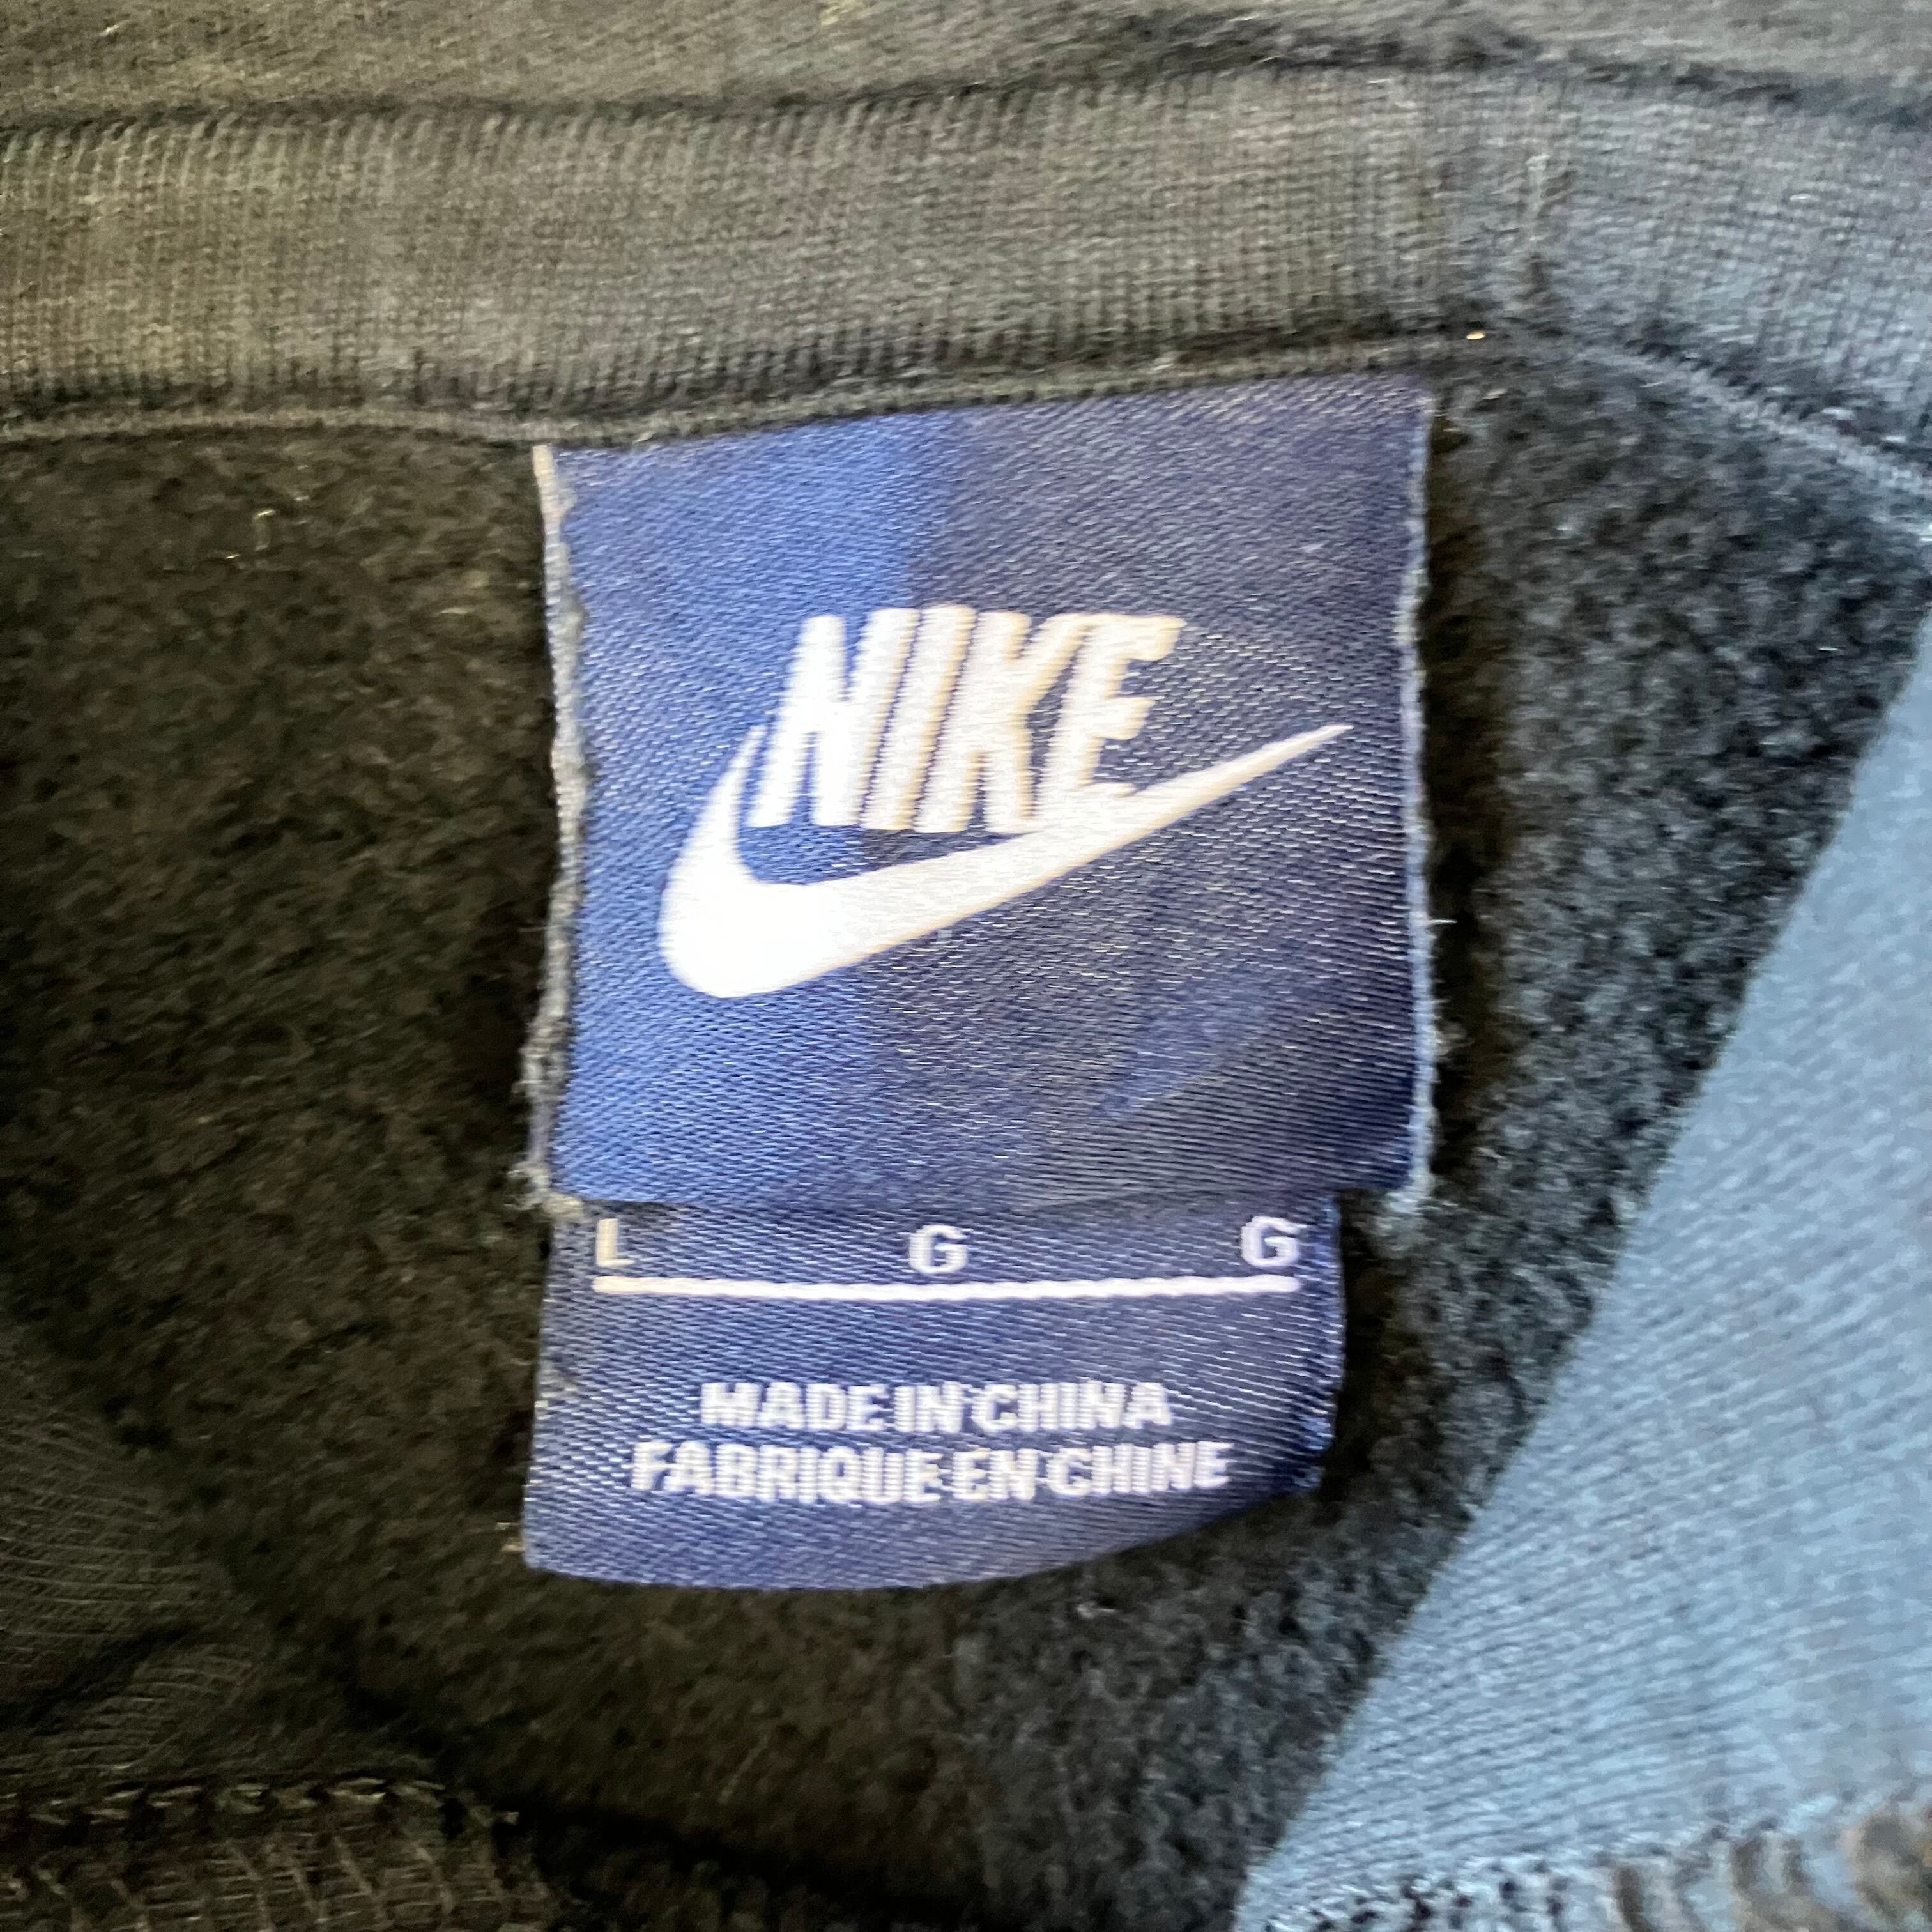 NIKE
L G G
MADE IN CHINA
FABRIQUE EN CHINE